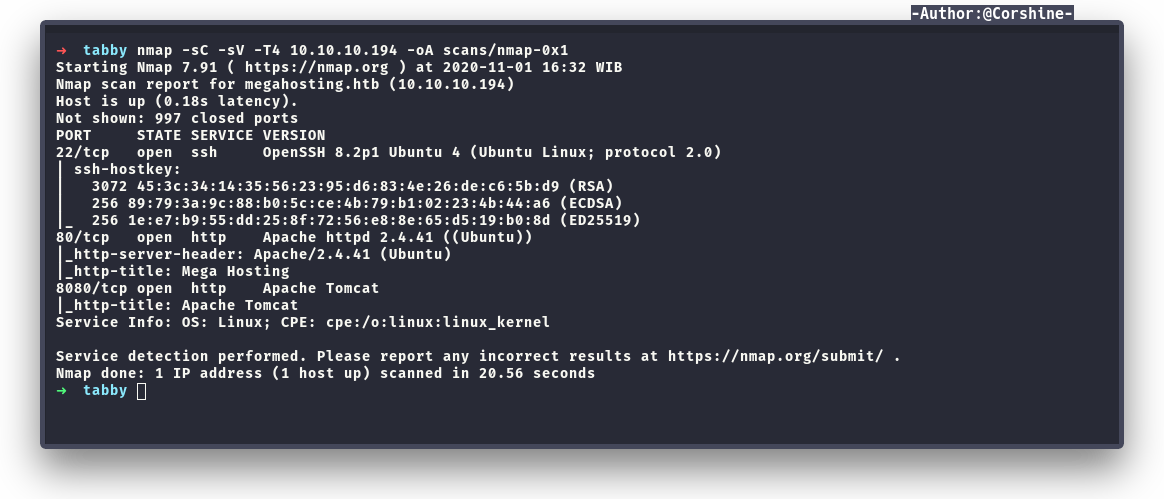 -Author:@Corshine-
→ tabby nmap -sC -sV -T4 10.10.10.194 -oA scans/nmap-0x1
Starting Nmap 7.91 ( https://nmap.org ) at 2020-11-01 16:32 WIB
Nmap scan report for megahosting.htb (10.10.10.194)
Host is up (0.18s latency).
Not shown: 997 closed ports
PORT     STATE SERVICE VERSION
22/tcp   open  ssh     OpenSSH 8.2p1 Ubuntu 4 (Ubuntu Linux; protocol 2.0)
| ssh-hostkey:
|   3072 45:3c:34:14:35:56:23:95:d6:83:4e:26:de:c6:5b:d9 (RSA)
|   256 89:79:3a:9c:88:b0:5c:ce:4b:79:b1:02:23:4b:44:a6 (ECDSA)
|_  256 1e:e7:b9:55:dd:25:8f:72:56:e8:8e:65:d5:19:b0:8d (ED25519)
80/tcp   open  http    Apache httpd 2.4.41 ((Ubuntu))
|_http-server-header: Apache/2.4.41 (Ubuntu)
|_http-title: Mega Hosting
8080/tcp open  http    Apache Tomcat
|_http-title: Apache Tomcat
Service Info: OS: Linux; CPE: cpe:/o:linux:linux_kernel
Service detection performed. Please report any incorrect results at https://nmap.org/submit/ .
Nmap done: 1 IP address (1 host up) scanned in 20.56 seconds
→ tabby